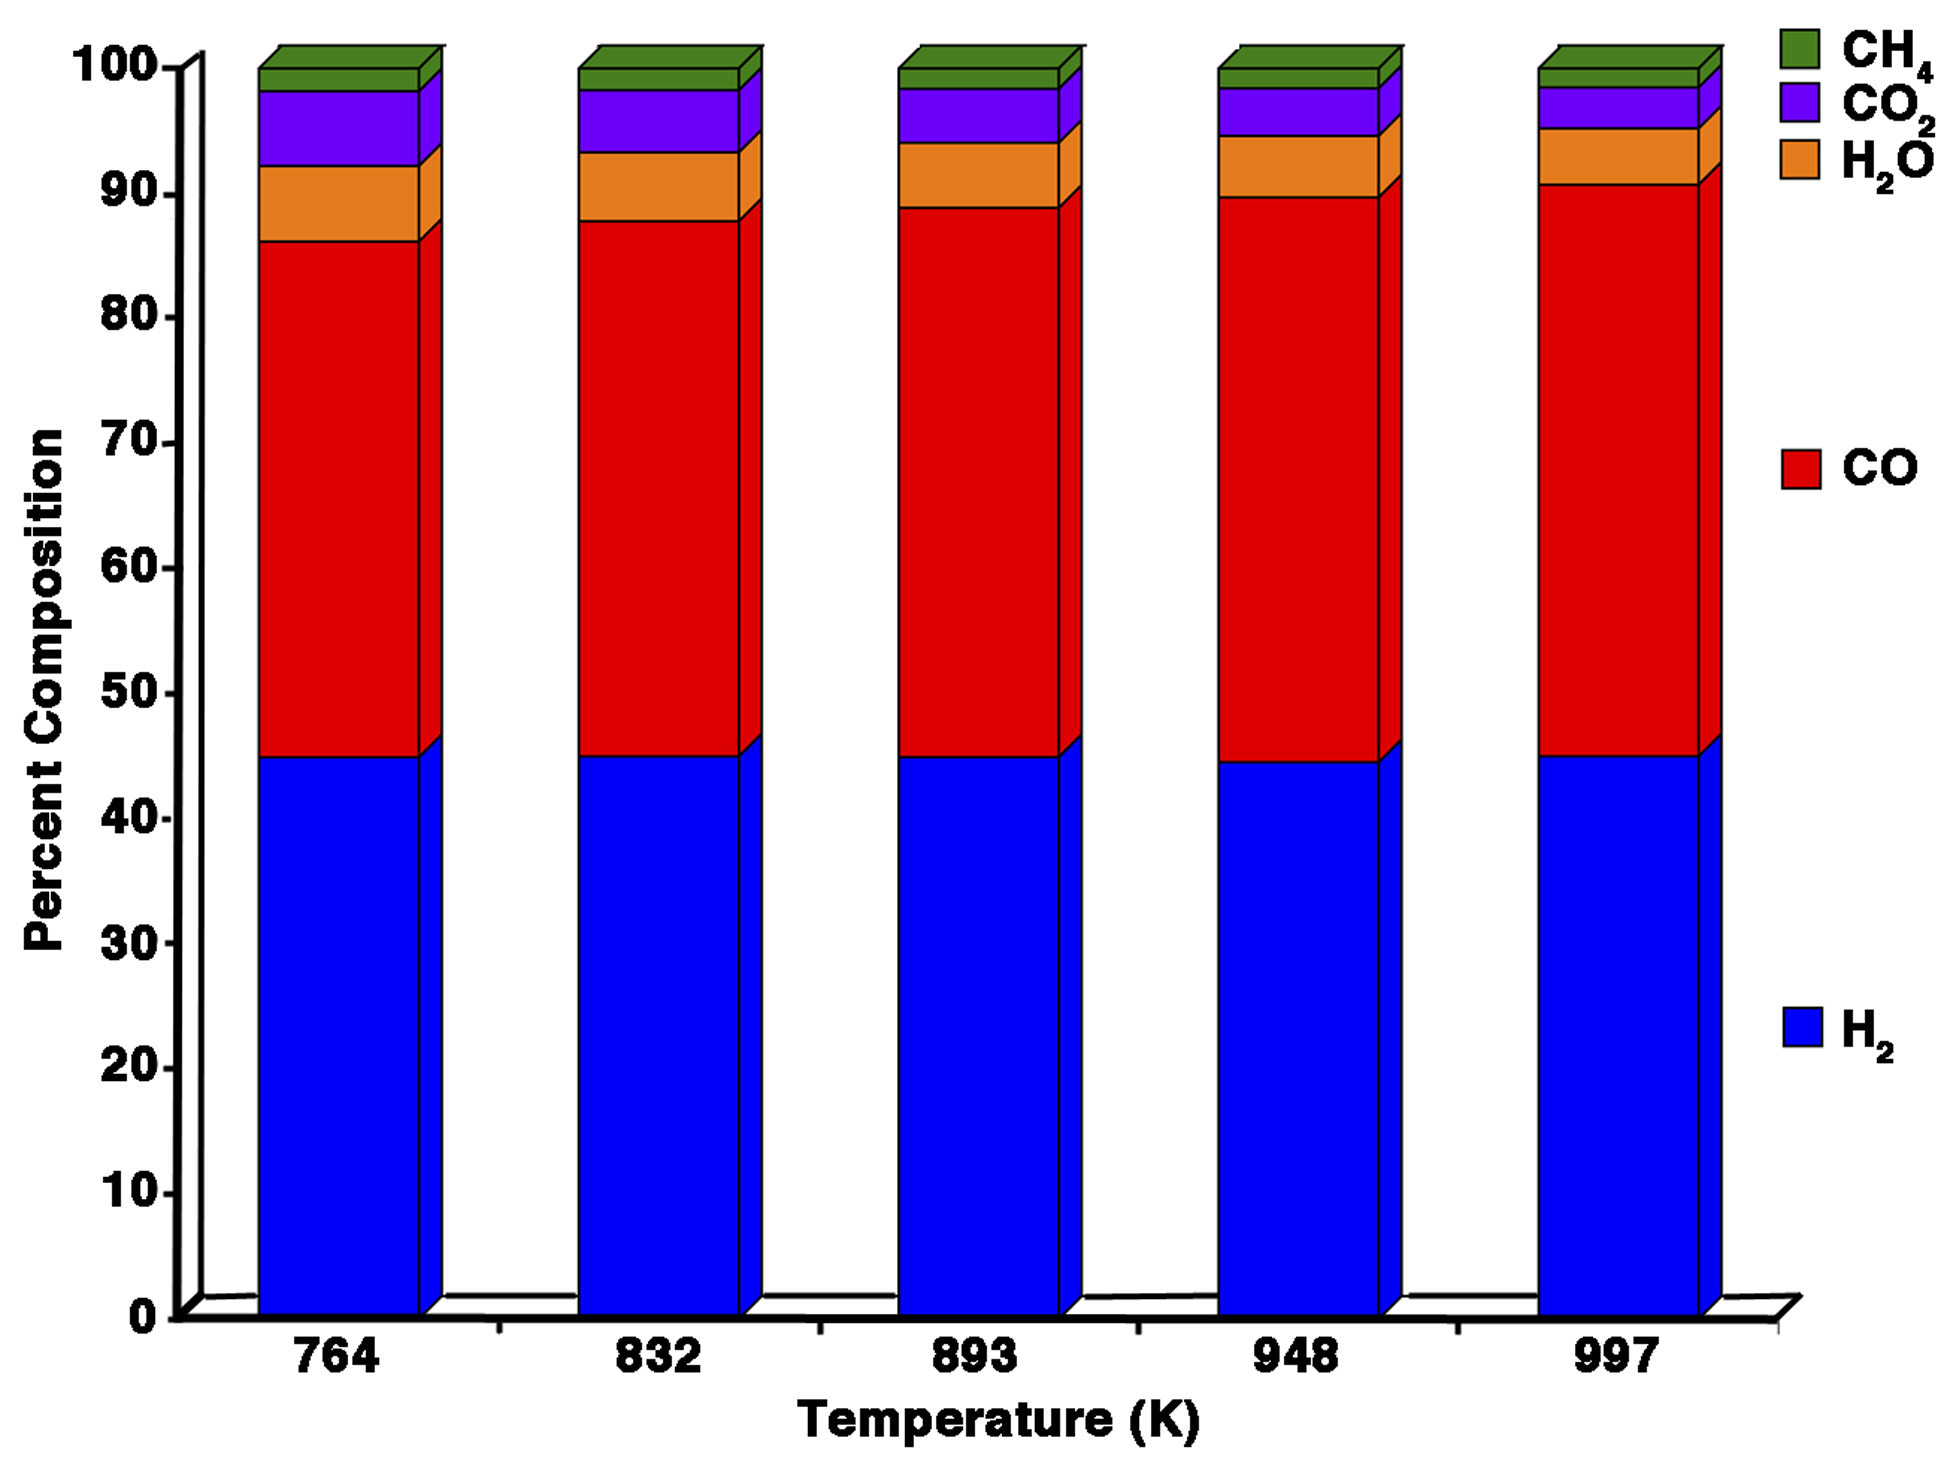 100
90
80
70
60
50
40
30
20
10
0
Percent Composition
764 832 893 948 997
Temperature (K)
CH₄
CO₂
H₂O
CO
H₂